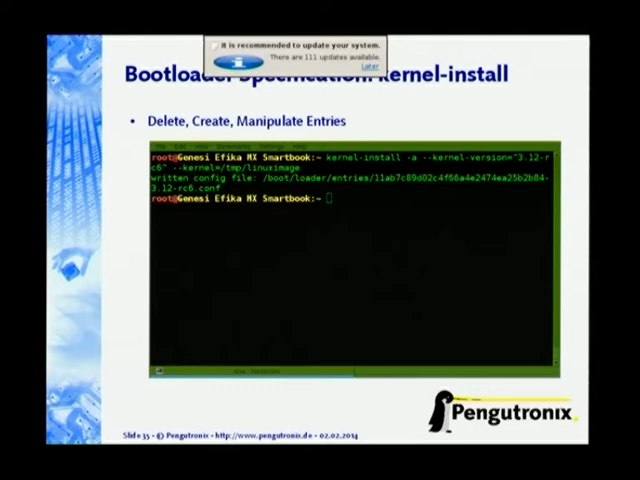 It is recommended to update your system.
There are 111 updates available.
Later
Bootloader Specification: kernel-install
• Delete, Create, Manipulate Entries
root@Genesi Efika MX Smartbook:~ kernel-install -a --kernel-version="3.12-r
c6" --kernel=/tmp/linuximage
written config file: /boot/loader/entries/11ab7c89d02c4f66a4e2474ea25b2b84-
3.12-rc6.conf
root@Genesi Efika MX Smartbook:~
Pengutronix
Slide 35 - © Pengutronix - http://www.pengutronix.de - 02.02.2014